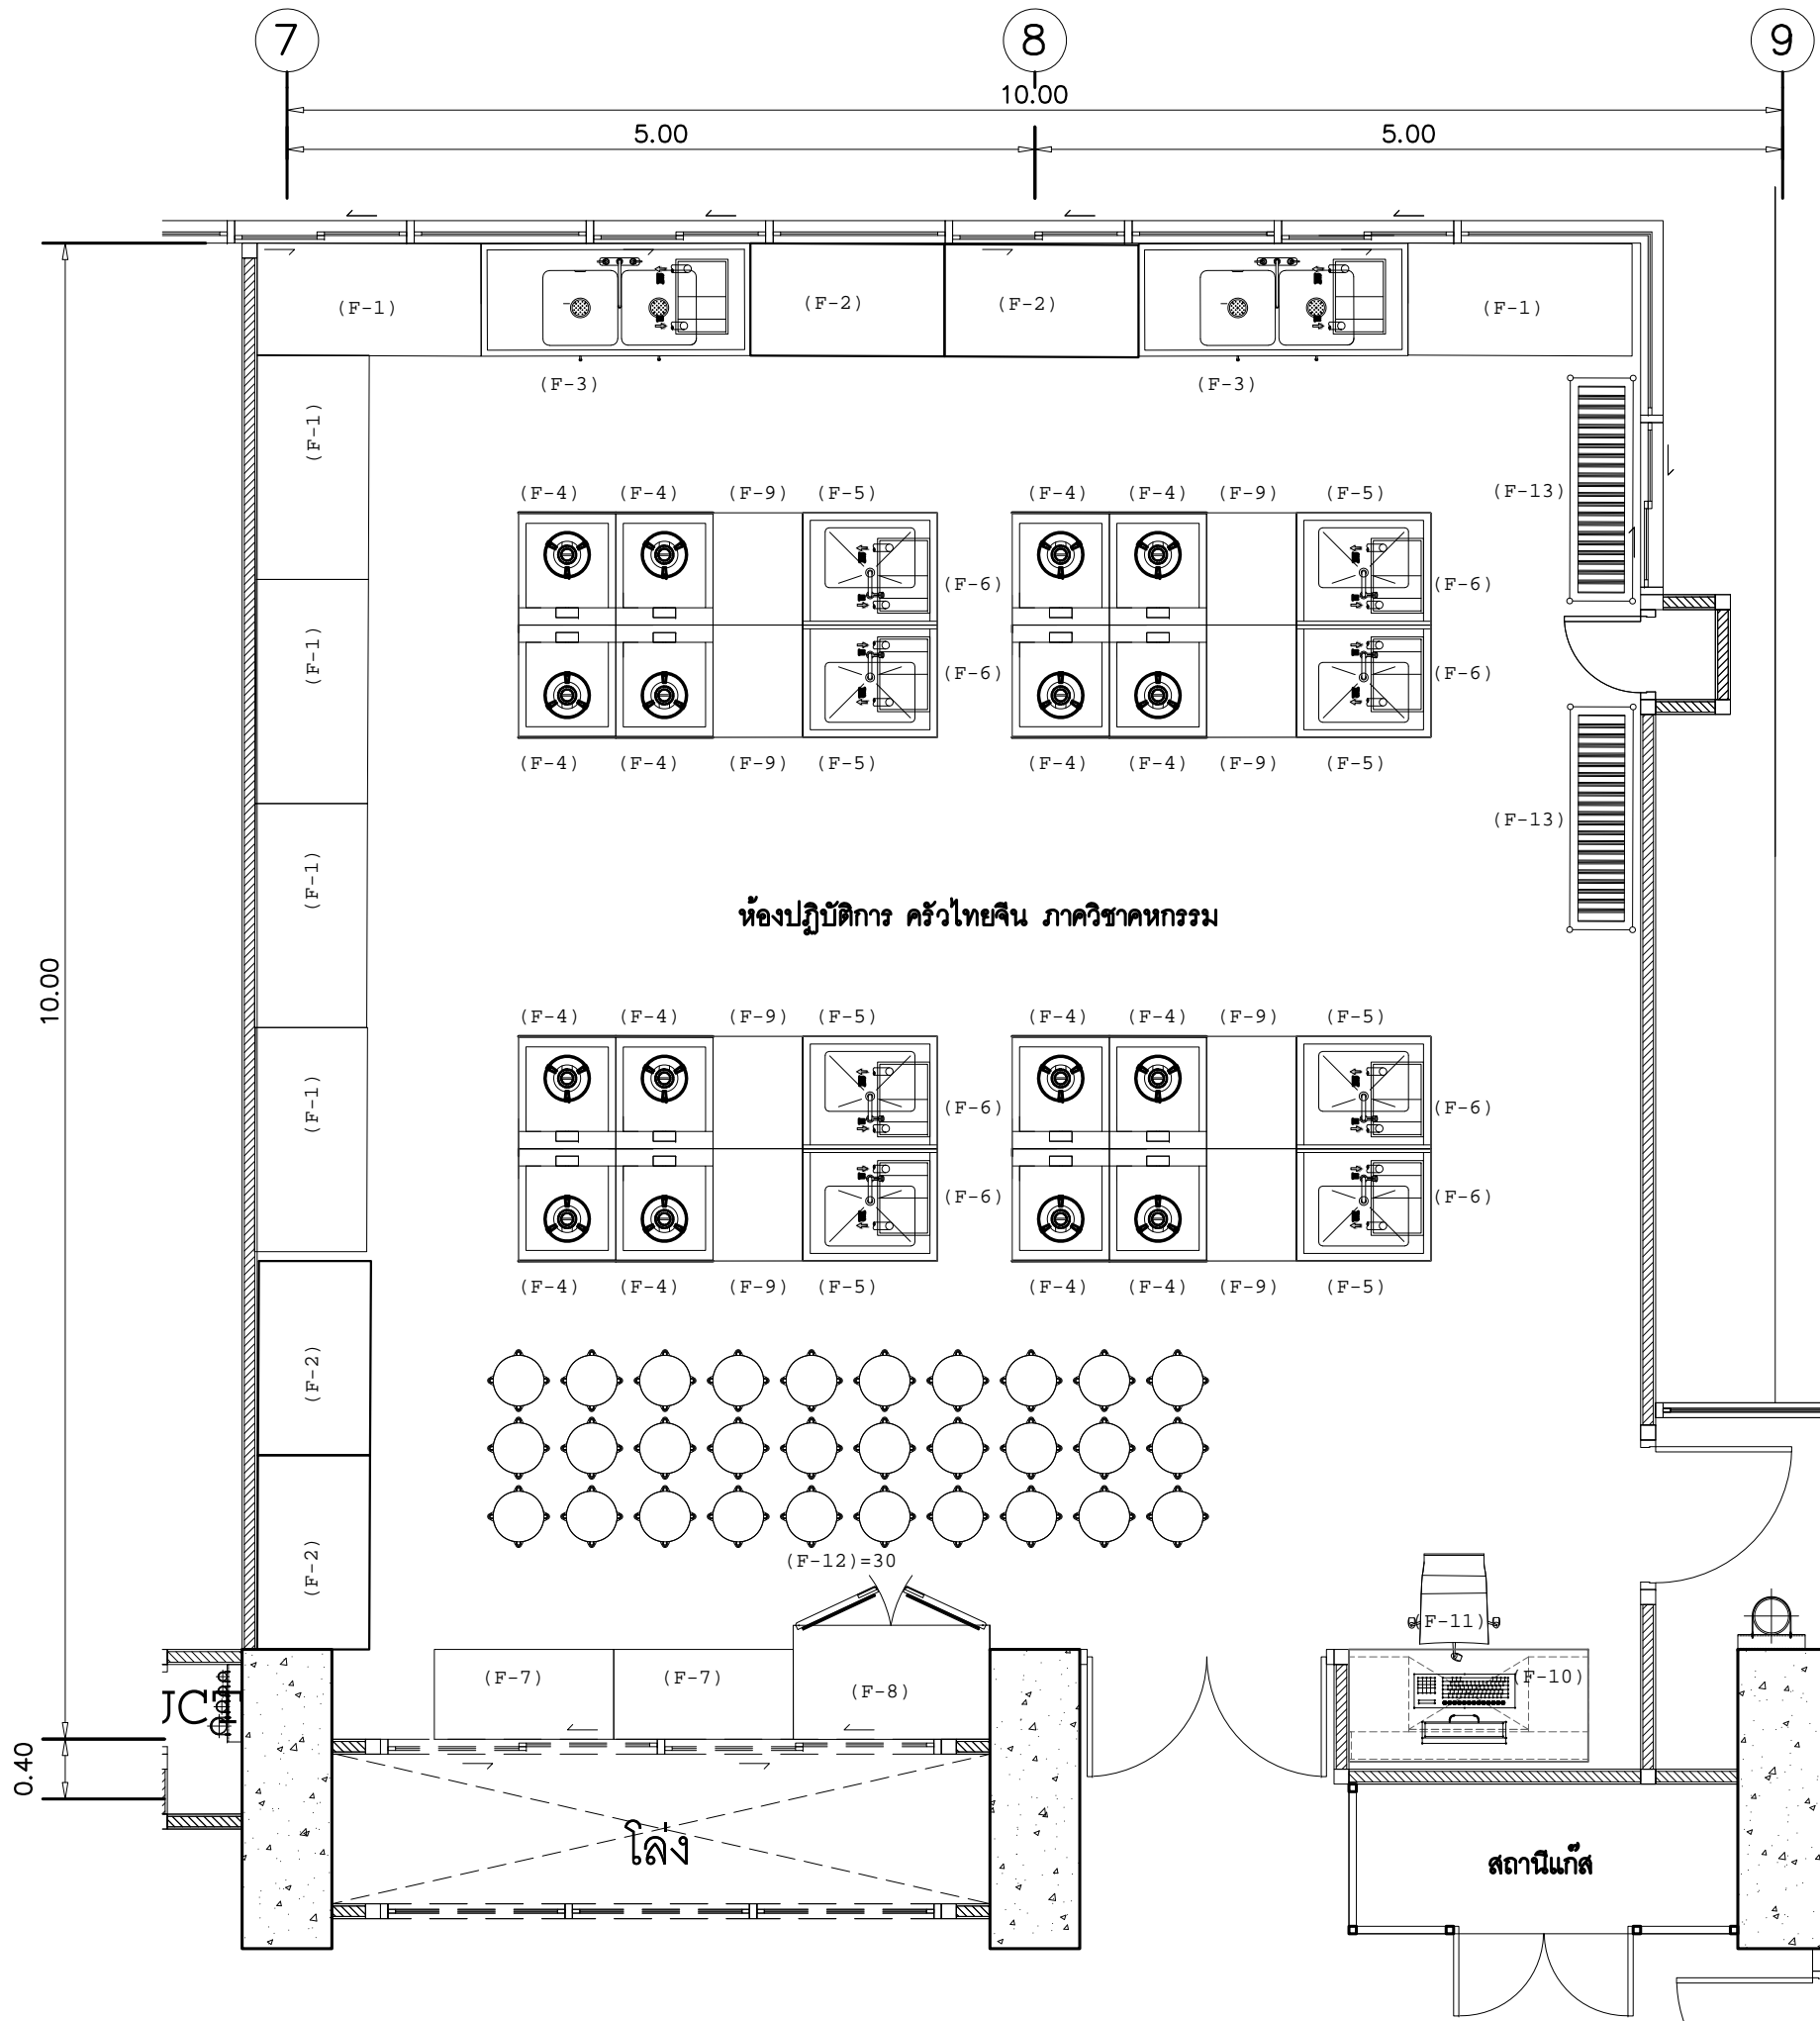 7 8 9
10.00
5.00 5.00
(F-1) (F-2) (F-2) (F-1)
(F-3) (F-3)
(F-1)
(F-4) (F-4) (F-9) (F-5) (F-4) (F-4) (F-9) (F-5) (F-13)
(F-6) (F-6)
(F-1)
(F-6) (F-6)
(F-4) (F-4) (F-9) (F-5) (F-4) (F-4) (F-9) (F-5)
(F-13)
(F-1)
ห้องปฏิบัติการ ครัวไทยจีน ภาควิชาคหกรรม
10.00
(F-4) (F-4) (F-9) (F-5) (F-4) (F-4) (F-9) (F-5)
(F-1)
(F-6) (F-6)
(F-6) (F-6)
(F-4) (F-4) (F-9) (F-5) (F-4) (F-4) (F-9) (F-5)
(F-2)
(F-12)=30
(F-2)
(F-11)
(F-7) (F-7) (F-8) (F-10)
UCT
0.40
โล่ง
สถานีแก๊ส